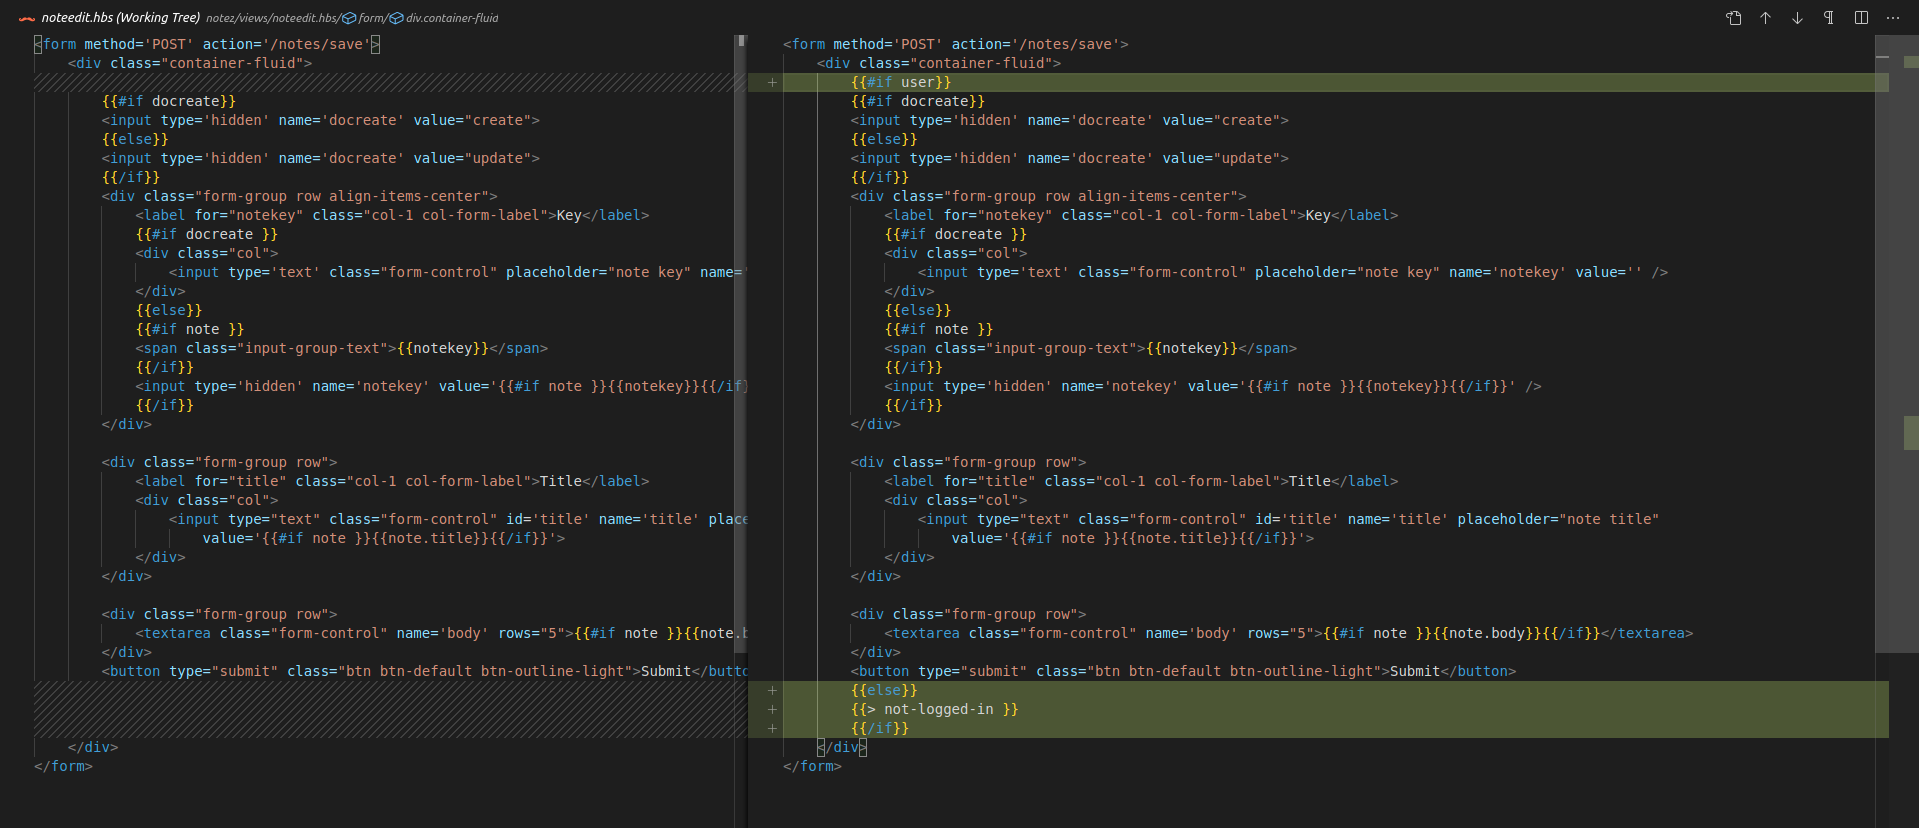 noteedit.hbs (Working Tree) notez/views/noteedit.hbs/form/div.container-fluid
<form method='POST' action='/notes/save'>
<div class="container-fluid">
{{#if docreate}}
<input type='hidden' name='docreate' value="create">
{{else}}
<input type='hidden' name='docreate' value="update">
{{/if}}
<div class="form-group row align-items-center">
<label for="notekey" class="col-1 col-form-label">Key</label>
{{#if docreate }}
<div class="col">
<input type='text' class="form-control" placeholder="note key" name='
</div>
{{else}}
{{#if note }}
<span class="input-group-text">{{notekey}}</span>
{{/if}}
<input type='hidden' name='notekey' value='{{#if note }}{{notekey}}{{/if}
{{/if}}
</div>
<div class="form-group row">
<label for="title" class="col-1 col-form-label">Title</label>
<div class="col">
<input type="text" class="form-control" id='title' name='title' place
value='{{#if note }}{{note.title}}{{/if}}'>
</div>
</div>
<div class="form-group row">
<textarea class="form-control" name='body' rows="5">{{#if note }}{{note.b
</div>
<button type="submit" class="btn btn-default btn-outline-light">Submit</butto
</div>
</form>
<form method='POST' action='/notes/save'>
<div class="container-fluid">
+ {{#if user}}
{{#if docreate}}
<input type='hidden' name='docreate' value="create">
{{else}}
<input type='hidden' name='docreate' value="update">
{{/if}}
<div class="form-group row align-items-center">
<label for="notekey" class="col-1 col-form-label">Key</label>
{{#if docreate }}
<div class="col">
<input type='text' class="form-control" placeholder="note key" name='notekey' value='' />
</div>
{{else}}
{{#if note }}
<span class="input-group-text">{{notekey}}</span>
{{/if}}
<input type='hidden' name='notekey' value='{{#if note }}{{notekey}}{{/if}}' />
{{/if}}
</div>
<div class="form-group row">
<label for="title" class="col-1 col-form-label">Title</label>
<div class="col">
<input type="text" class="form-control" id='title' name='title' placeholder="note title"
value='{{#if note }}{{note.title}}{{/if}}'>
</div>
</div>
<div class="form-group row">
<textarea class="form-control" name='body' rows="5">{{#if note }}{{note.body}}{{/if}}</textarea>
</div>
<button type="submit" class="btn btn-default btn-outline-light">Submit</button>
+ {{else}}
+ {{> not-logged-in }}
+ {{/if}}
</div>
</form>